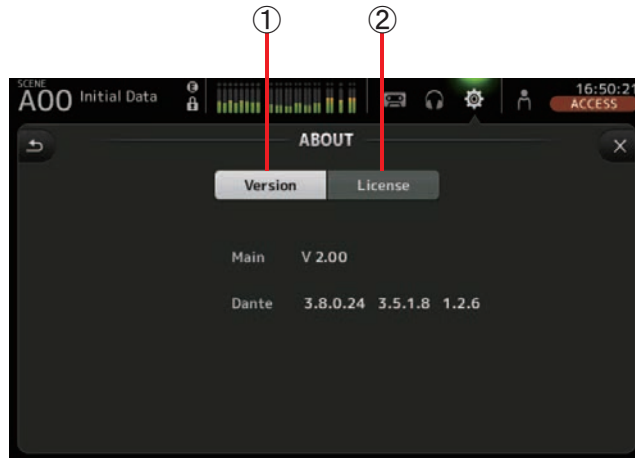 ① ②
SCENE
A00 Initial Data E 16:50:21
ACCESS
ABOUT
Version License
Main V 2.00
Dante 3.8.0.24 3.5.1.8 1.2.6